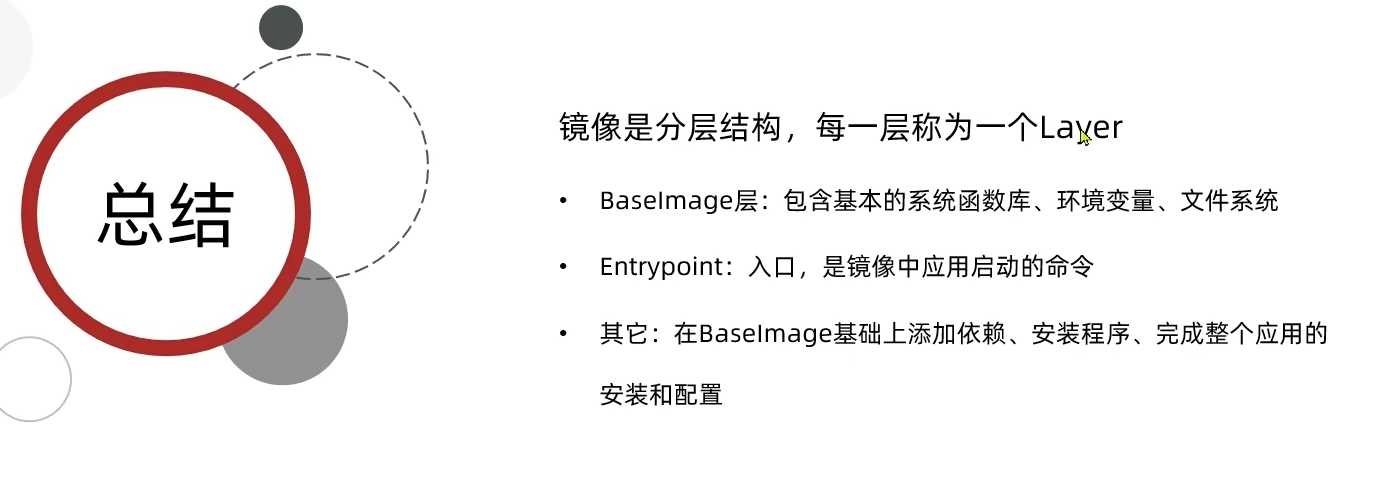 总结
镜像是分层结构，每一层称为一个Layer
• BaseImage层：包含基本的系统函数库、环境变量、文件系统
• Entrypoint：入口，是镜像中应用启动的命令
• 其它：在BaseImage基础上添加依赖、安装程序、完成整个应用的
安装和配置